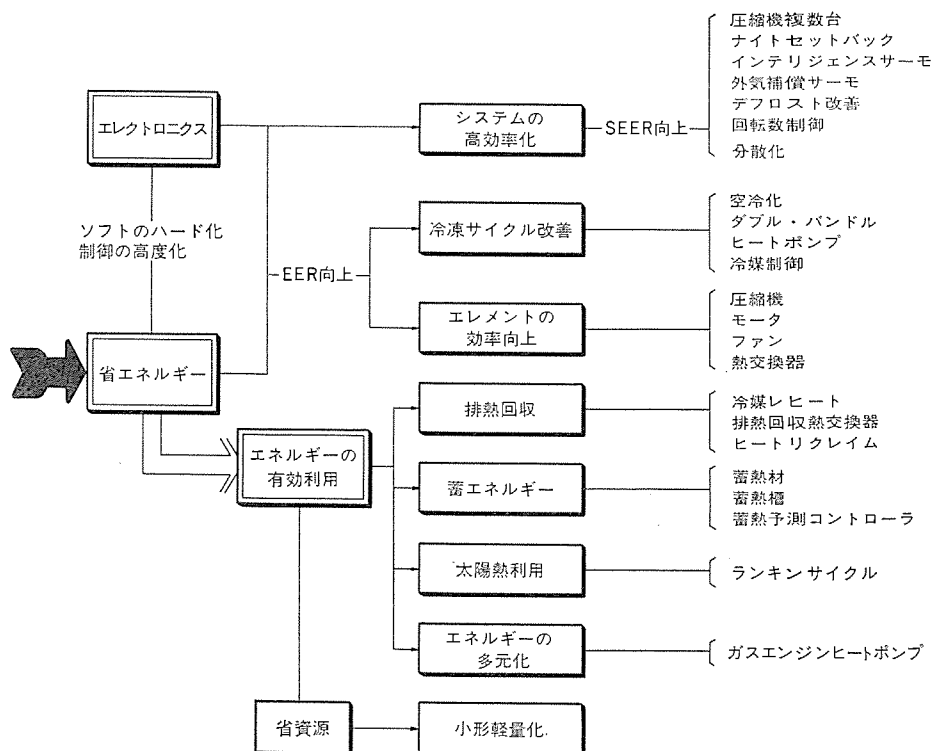 圧縮機複数台
ナイトセットバック
インテリジェンスサーモ
外気補償サーモ
デフロスト改善
回転数制御
分散化
エレクトロニクス
システムの
高効率化
SEER向上
ソフトのハード化
制御の高度化
冷凍サイクル改善
空冷化
ダブル・バンドル
ヒートポンプ
冷媒制御
EER向上
エレメントの
効率向上
圧縮機
モータ
ファン
熱交換器
省エネルギー
排熱回収
冷媒レヒート
排熱回収熱交換器
ヒートリクレイム
エネルギーの
有効利用
蓄エネルギー
蓄熱材
蓄熱槽
蓄熱予測コントローラ
太陽熱利用
ランキンサイクル
エネルギーの
多元化
ガスエンジンヒートポンプ
省資源
小形軽量化.